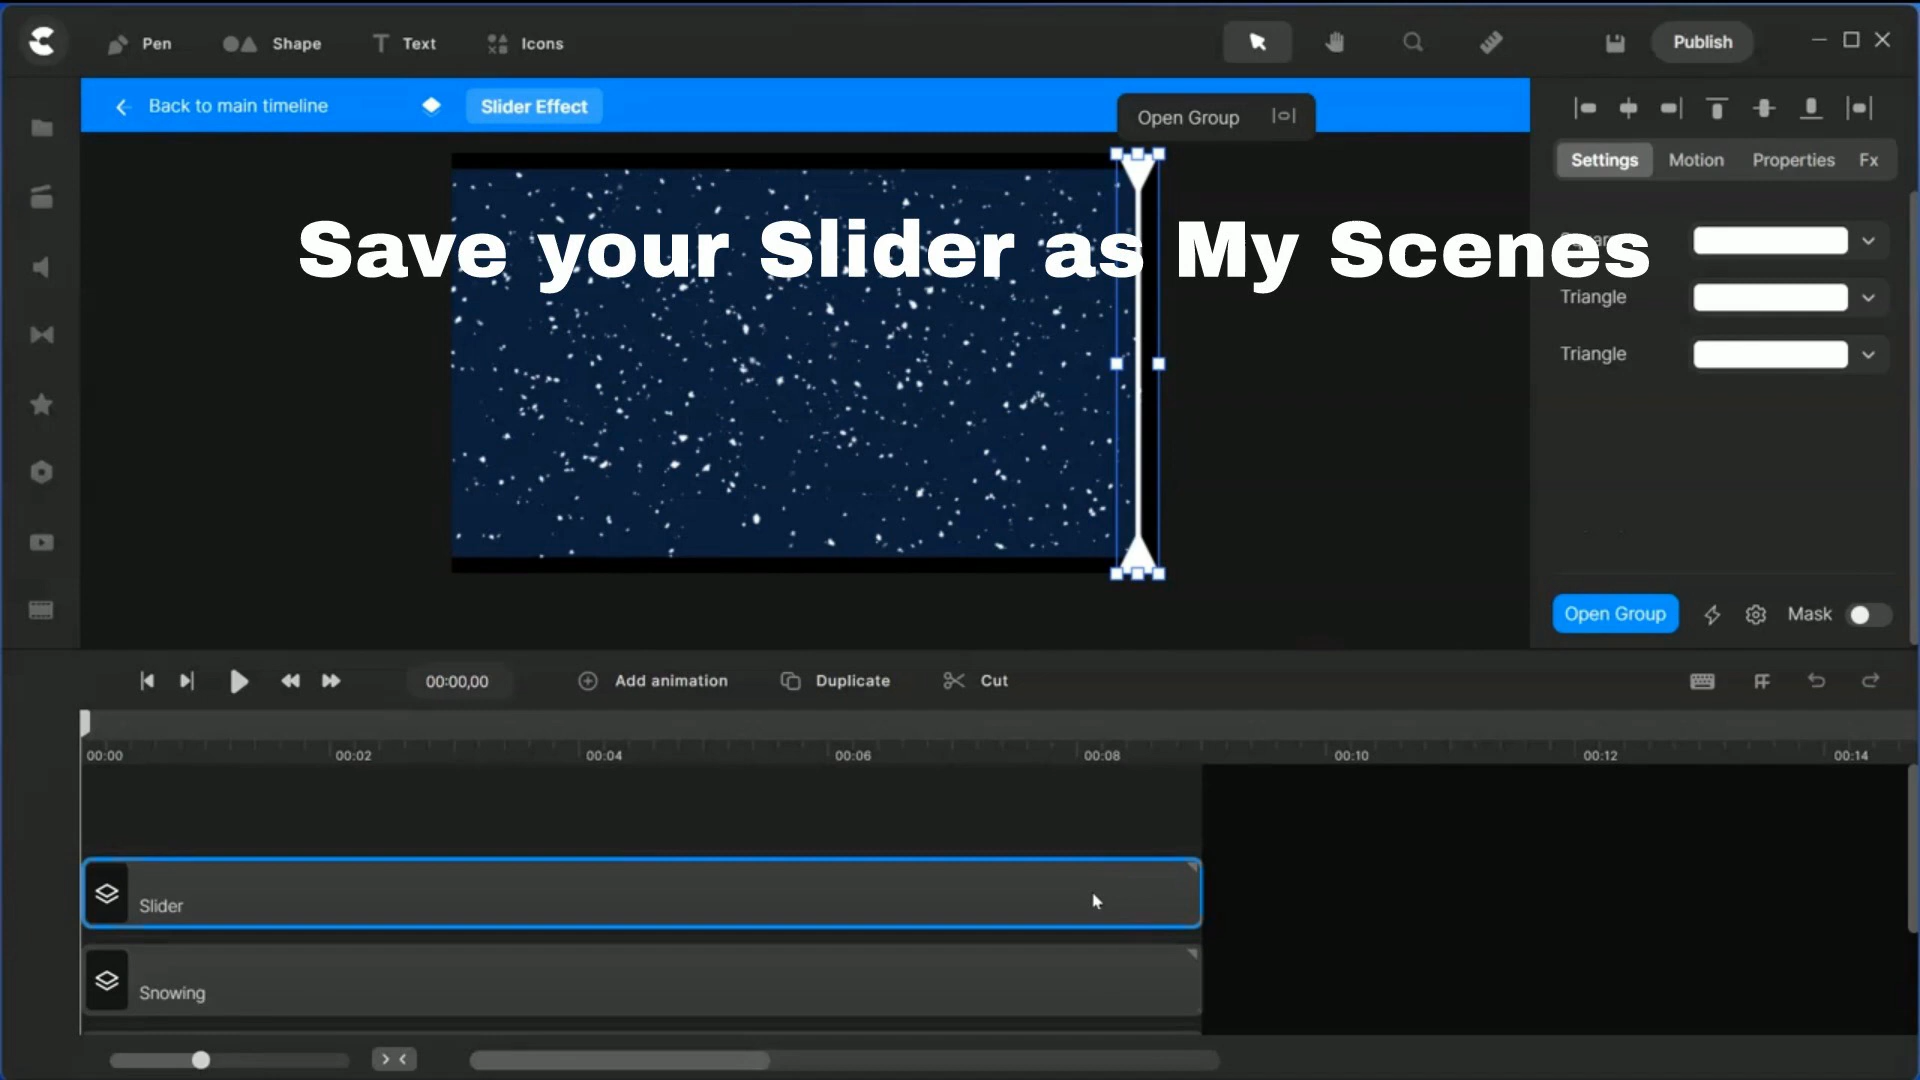 Pen
Shape
Text
Icons
Publish
Back to main timeline
Slider Effect
Open Group
Settings
Motion
Properties
Fx
Save your Slider as My Scenes
Triangle
Triangle
Open Group
Mask
00:00,00
Add animation
Duplicate
Cut
00:00
00:02
00:04
00:06
00:08
00:10
00:12
00:14
Slider
Snowing